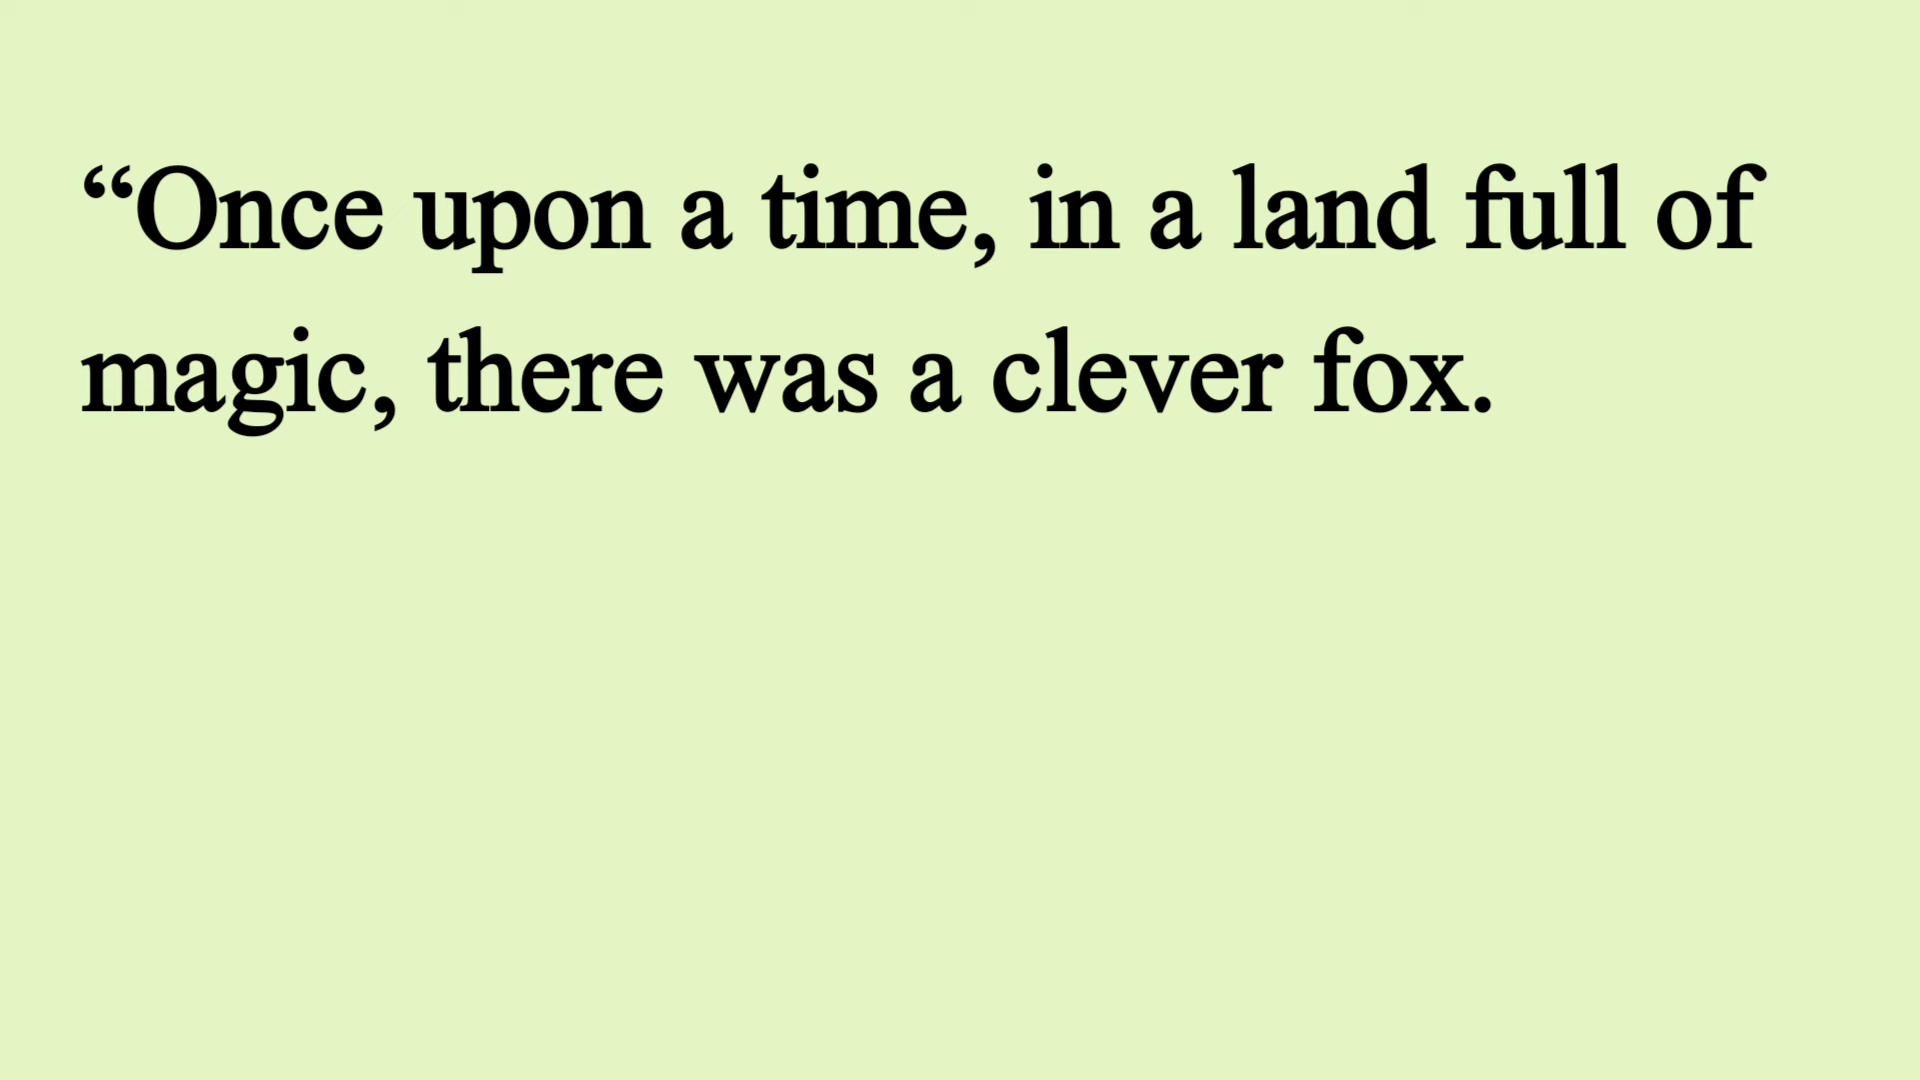 “Once upon a time, in a land full of
magic, there was a clever fox.